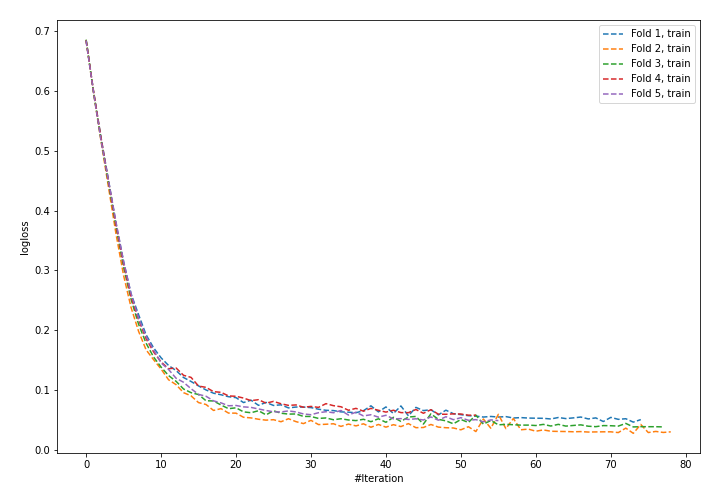 0.7
0.6
0.5
0.4
0.3
0.2
0.1
0.0
logloss
0 10 20 30 40 50 60 70 80
#Iteration
Fold 1, train
Fold 2, train
Fold 3, train
Fold 4, train
Fold 5, train